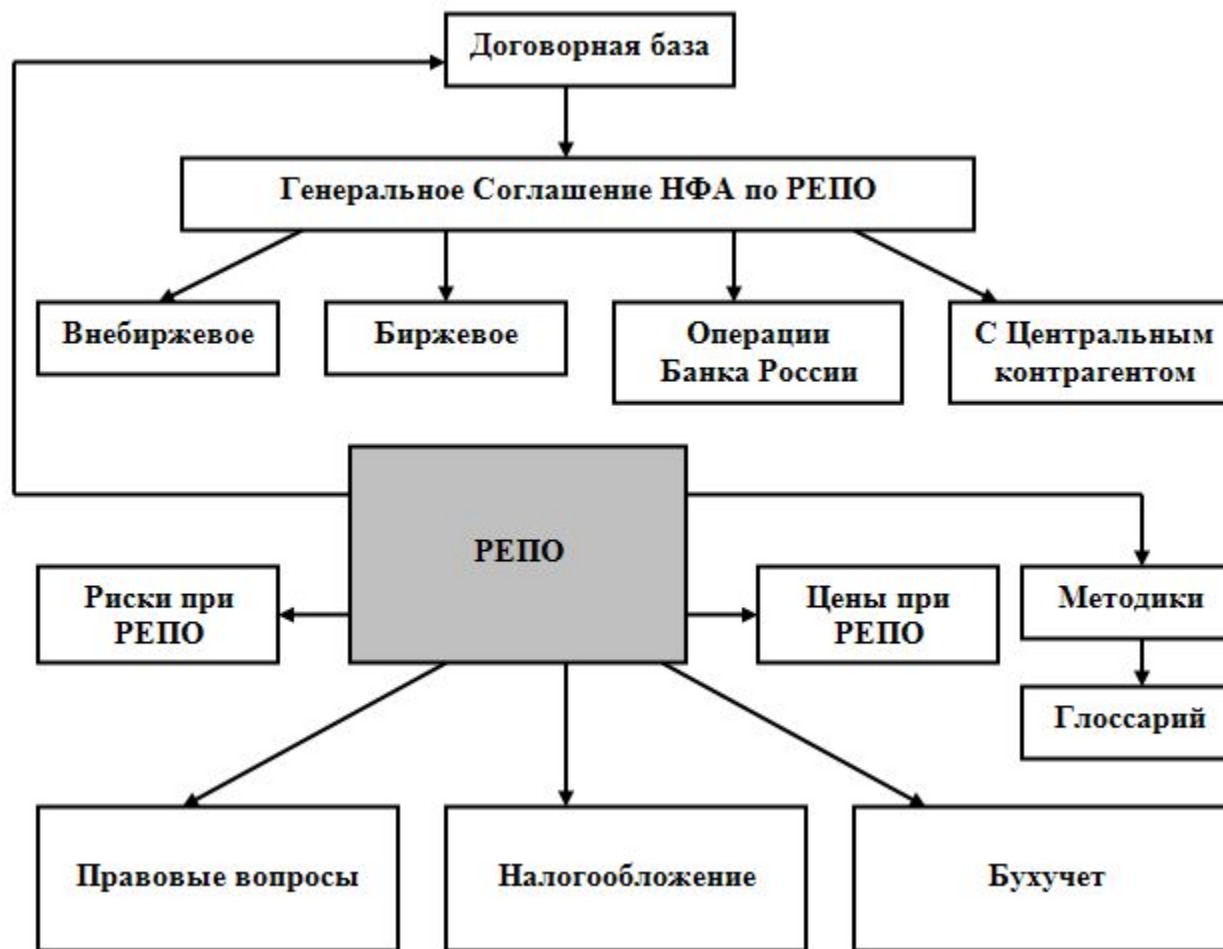 Договорная база
Генеральное Соглашение НФА по РЕПО
Внебиржевое
Биржевое
Операции
Банка России
С Центральным
контрагентом
РЕПО
Риски при
РЕПО
Цены при
РЕПО
Методики
Глоссарий
Правовые вопросы
Налогообложение
Бухучет